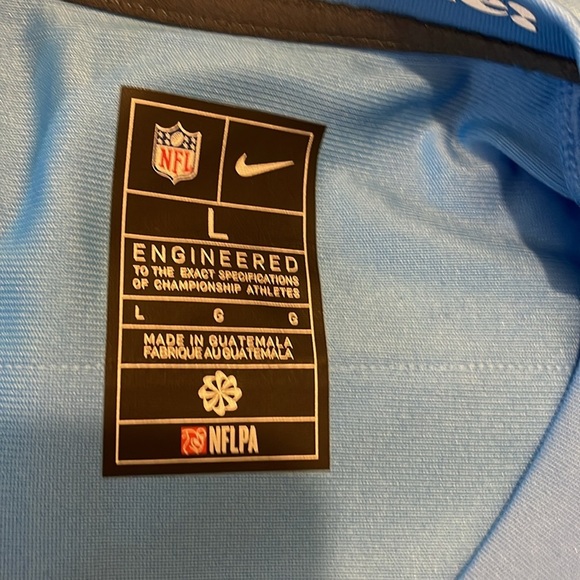 NFL
L
ENGINEERED
TO THE EXACT SPECIFICATIONS
OF CHAMPIONSHIP ATHLETES
L G G
MADE IN GUATEMALA
FABRIQUE AU GUATEMALA
NFLPA